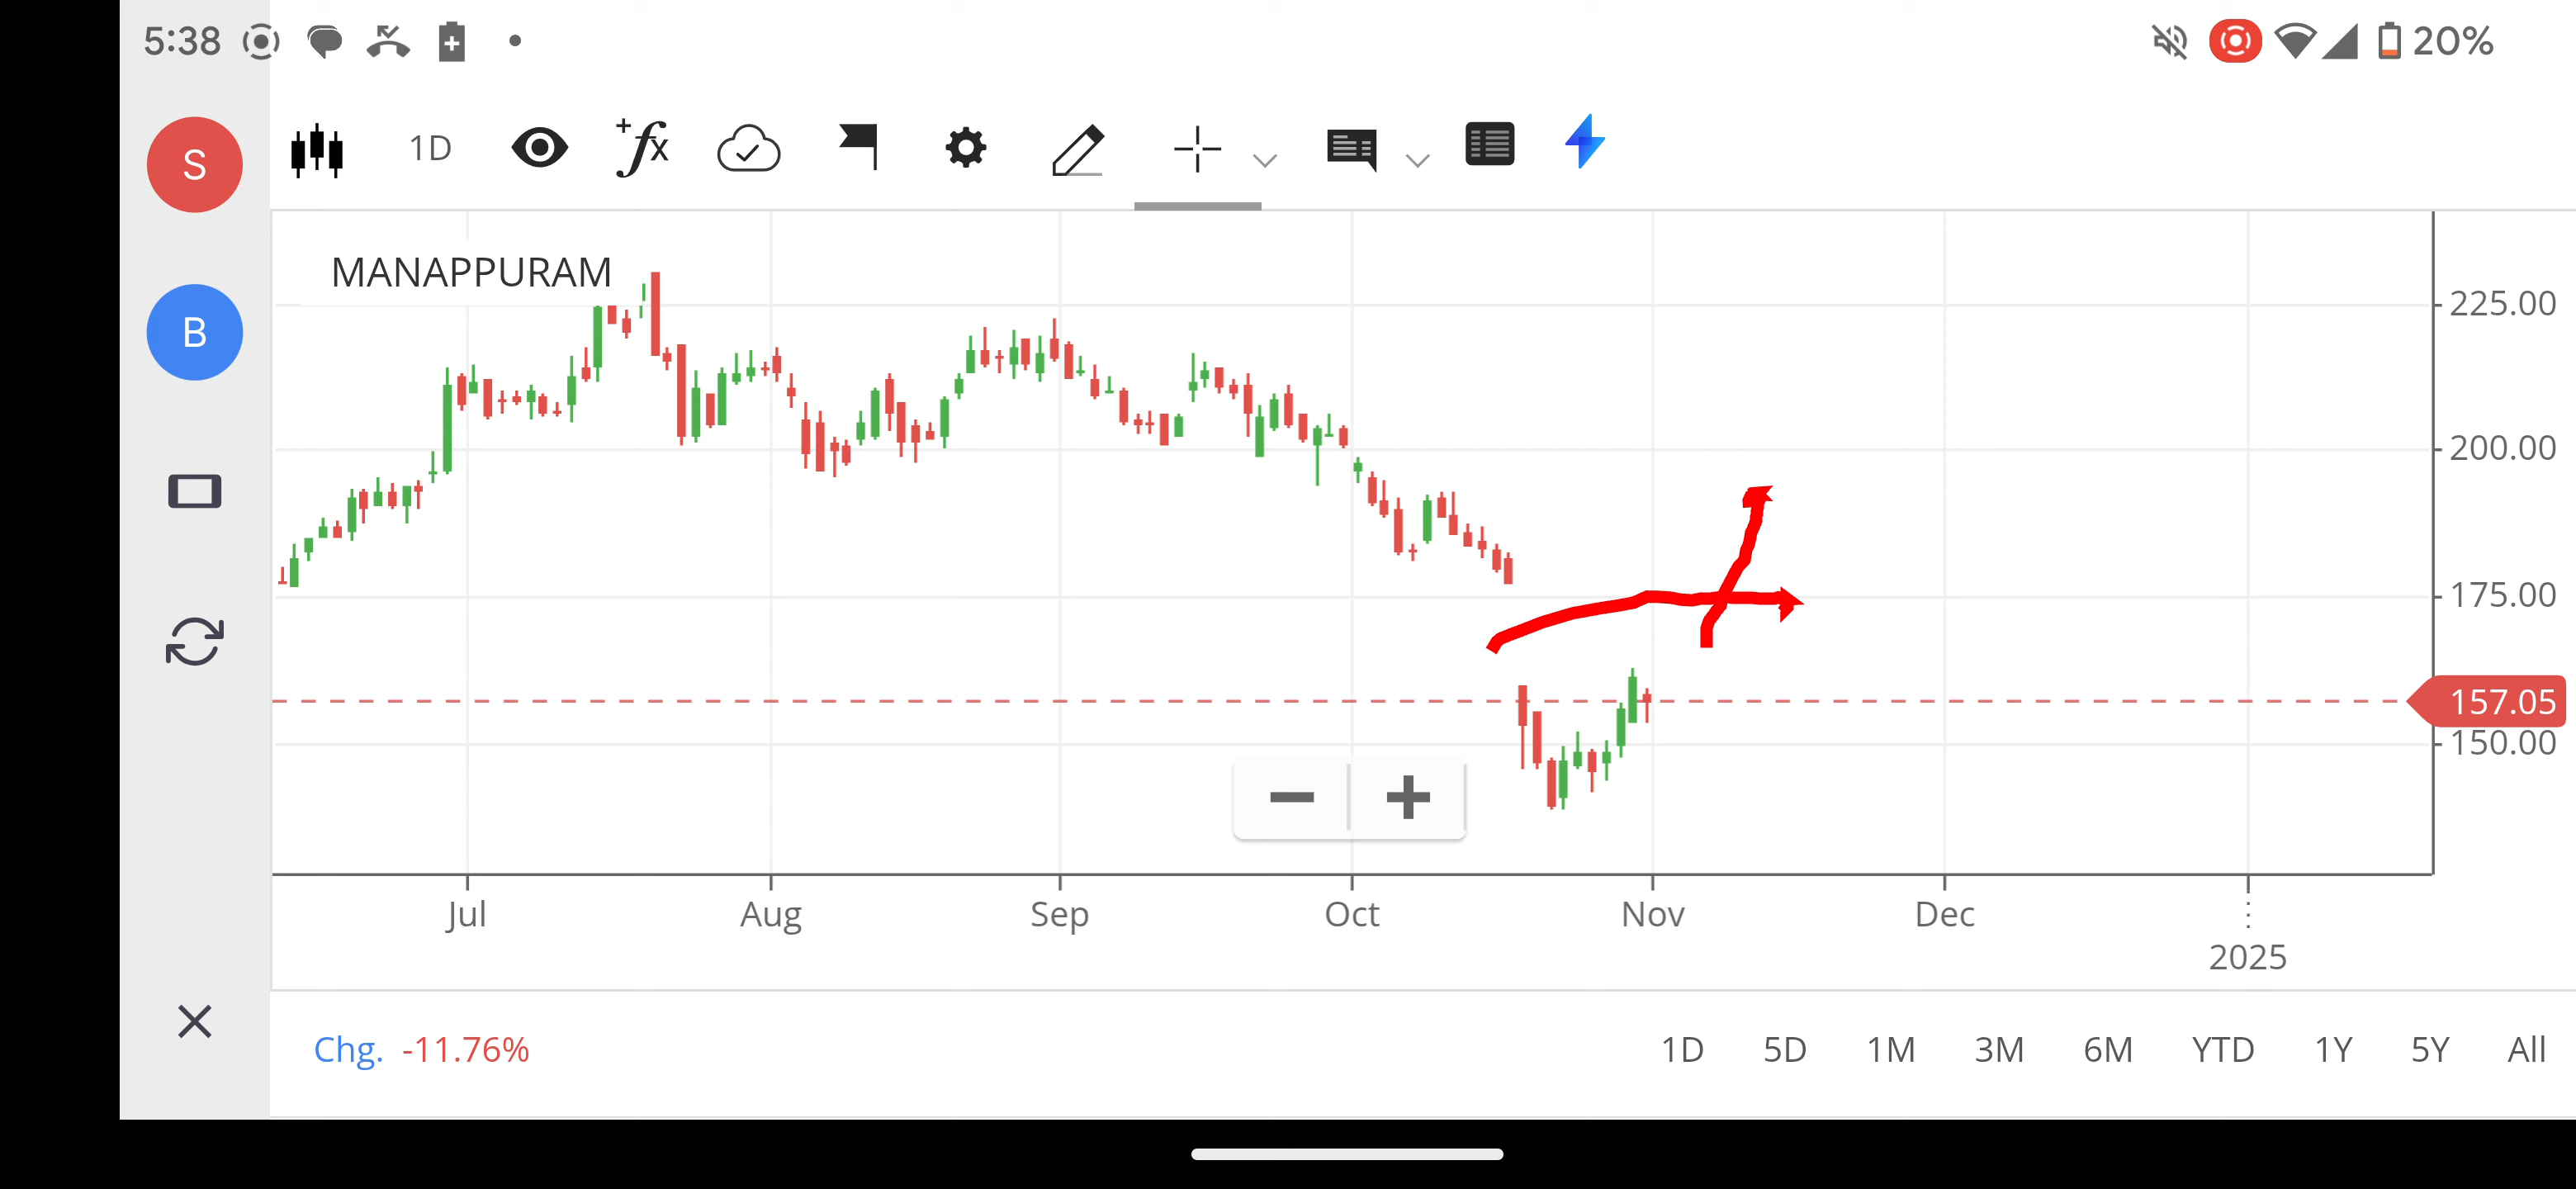 5:38
20%
S
1D
fx
B
MANAPPURAM
225.00
200.00
175.00
157.05
150.00
Jul Aug Sep Oct Nov Dec
2025
Chg. -11.76%
1D 5D 1M 3M 6M YTD 1Y 5Y All